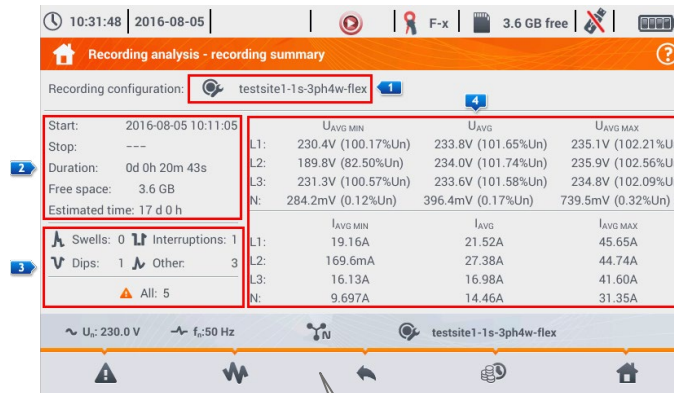 10:31:48 2016-08-05 F-x 3.6 GB free
Recording analysis - recording summary ?
Recording configuration: testsite1-1s-3ph4w-flex 1
4
2
3
Start: 2016-08-05 10:11:05
Stop: ---
Duration: 0d 0h 20m 43s
Free space: 3.6 GB
Estimated time: 17 d 0 h
Swells: 0 Interruptions: 1
Dips: 1 Other: 3
All: 5
UAVG MIN UAVG UAVG MAX
L1: 230.4V (100.17%Un) 233.8V (101.65%Un) 235.1V (102.21%U
L2: 189.8V (82.50%Un) 234.0V (101.74%Un) 235.9V (102.56%U
L3: 231.3V (100.57%Un) 233.6V (101.58%Un) 234.8V (102.09%U
N: 284.2mV (0.12%Un) 396.4mV (0.17%Un) 739.5mV (0.32%Un)
IAVG MIN IAVG IAVG MAX
L1: 19.16A 21.52A 45.65A
L2: 169.6mA 27.38A 44.74A
L3: 16.13A 16.98A 41.60A
N: 9.697A 14.46A 31.35A
Un: 230.0 V fn:50 Hz N testsite1-1s-3ph4w-flex